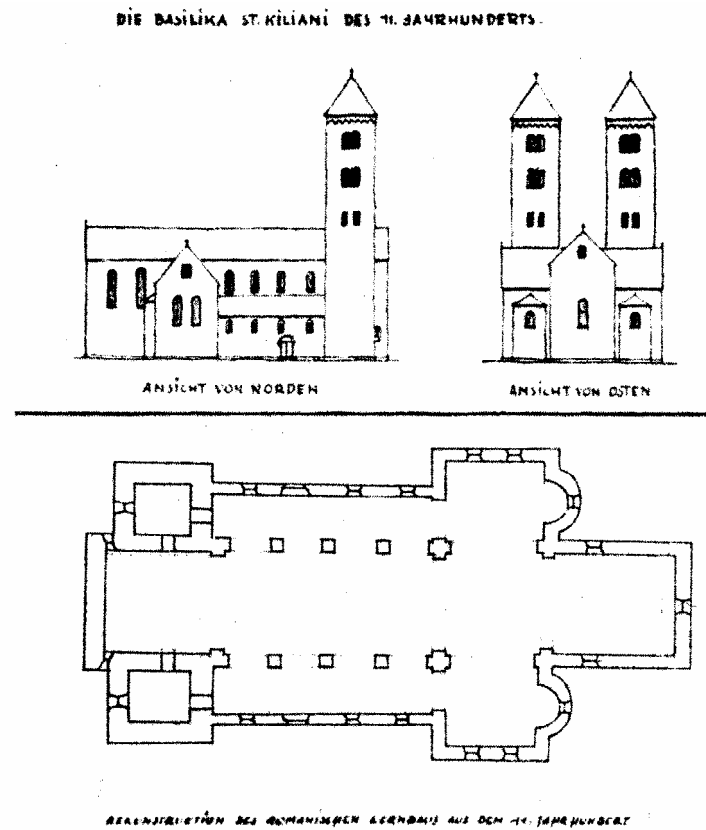 DIE BASILIKA ST. KILIANI DES 11. JAHRHUNDERTS.
ANSICHT VON NORDEN
ANSICHT VON OSTEN
REKONSTRUKTION DES ROMANISCHEN KERNBAUS AUS DEM 11. JAHRHUNDERT